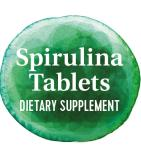 Spirulina
Tablets
DIETARY SUPPLEMENT